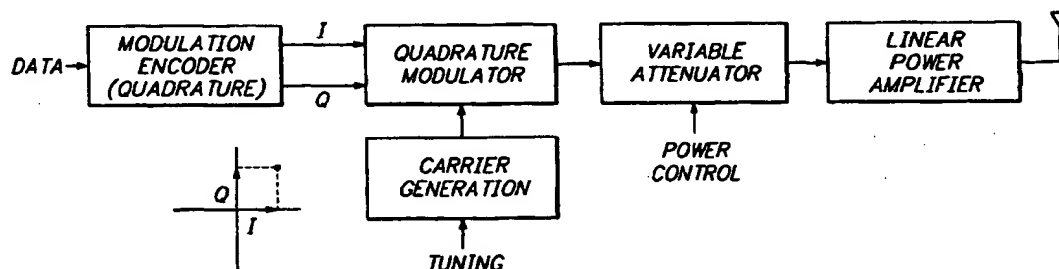 DATA
MODULATION
ENCODER
(QUADRATURE)
I
Q
QUADRATURE
MODULATOR
VARIABLE
ATTENUATOR
LINEAR
POWER
AMPLIFIER
CARRIER
GENERATION
POWER
CONTROL
Q
I
TUNING